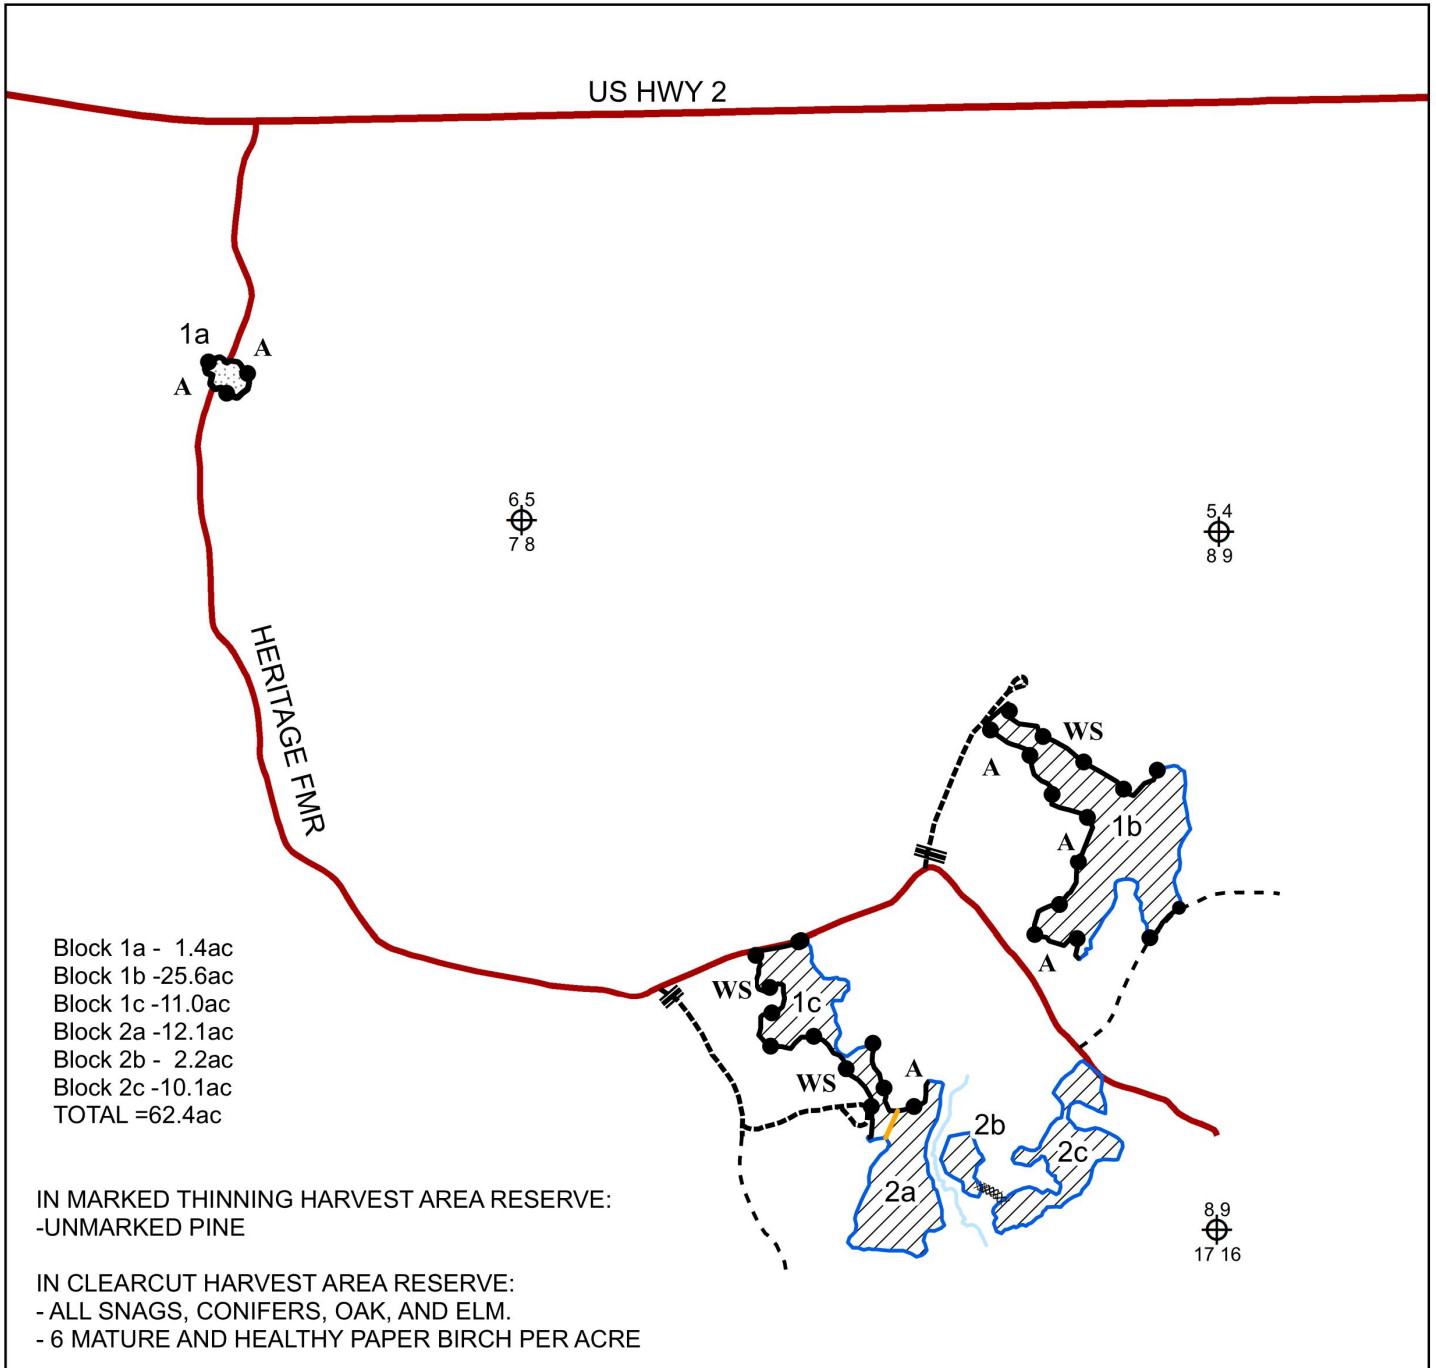 US HWY 2
1a
A
A
6 5
7 8
5 4
8 9
HERITAGE FMR
WS
A
1b
A
A
WS
1c
WS
A
2b
2c
2a
Block 1a -  1.4ac
Block 1b -25.6ac
Block 1c -11.0ac
Block 2a -12.1ac
Block 2b -  2.2ac
Block 2c -10.1ac
TOTAL =62.4ac
IN MARKED THINNING HARVEST AREA RESERVE:
-UNMARKED PINE
8 9
17 16
IN CLEARCUT HARVEST AREA RESERVE:
- ALL SNAGS, CONIFERS, OAK, AND ELM.
- 6 MATURE AND HEALTHY PAPER BIRCH PER ACRE